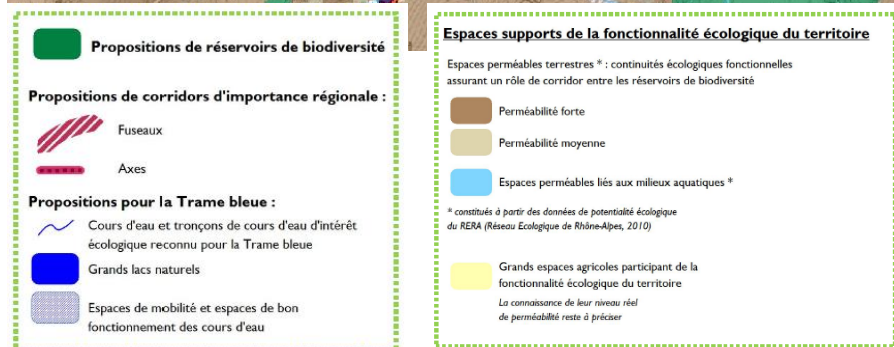 Propositions de réservoirs de biodiversité
Propositions de corridors d'importance régionale :
Fuseaux
Axes
Propositions pour la Trame bleue :
Cours d'eau et tronçons de cours d'eau d'intérêt
écologique reconnu pour la Trame bleue
Grands lacs naturels
Espaces de mobilité et espaces de bon
fonctionnement des cours d'eau
Espaces supports de la fonctionnalité écologique du territoire
Espaces perméables terrestres * : continuités écologiques fonctionnelles
assurant un rôle de corridor entre les réservoirs de biodiversité
Perméabilité forte
Perméabilité moyenne
Espaces perméables liés aux milieux aquatiques *
* constitués à partir des données de potentialité écologique
du RERA (Réseau Ecologique de Rhône-Alpes, 2010)
Grands espaces agricoles participant de la
fonctionnalité écologique du territoire
La connaissance de leur niveau réel
de perméabilité reste à préciser